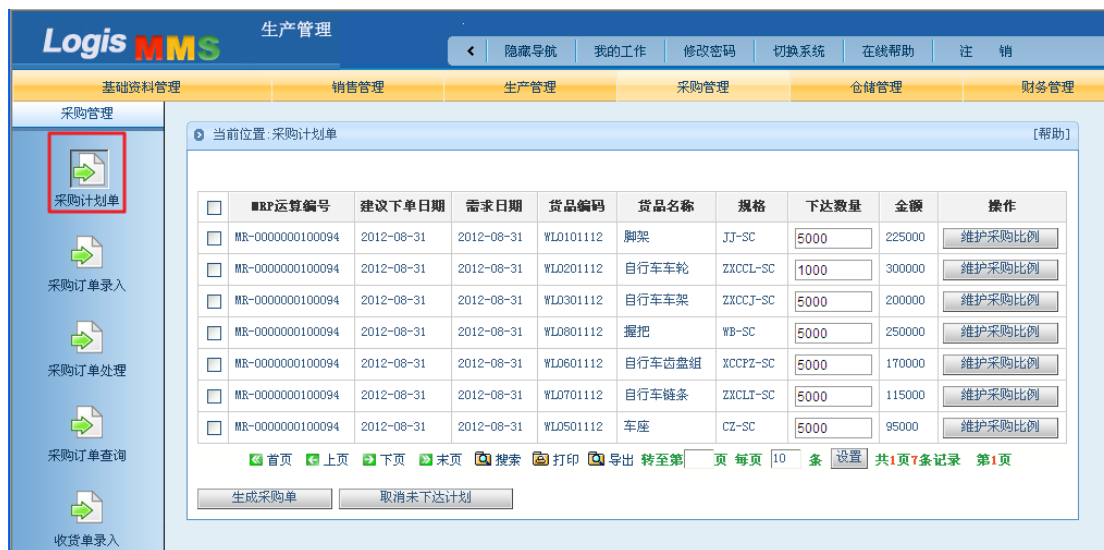 Logis MMS 生产管理
隐藏导航 我的工作 修改密码 切换系统 在线帮助 注 销
基础资料管理 销售管理 生产管理 采购管理 仓储管理 财务管理
采购管理
采购计划单
采购订单录入
采购订单处理
采购订单查询
收货单录入
当前位置:采购计划单 [帮助]
MRP运算编号 建议下单日期 需求日期 货品编码 货品名称 规格 下达数量 金额 操作
MR-0000000100094 2012-08-31 2012-08-31 WL0101112 脚架 JJ-SC 5000 225000 维护采购比例
MR-0000000100094 2012-08-31 2012-08-31 WL0201112 自行车车轮 ZXCCL-SC 1000 300000 维护采购比例
MR-0000000100094 2012-08-31 2012-08-31 WL0301112 自行车车架 ZXCCJ-SC 5000 200000 维护采购比例
MR-0000000100094 2012-08-31 2012-08-31 WL0801112 握把 WB-SC 5000 250000 维护采购比例
MR-0000000100094 2012-08-31 2012-08-31 WL0601112 自行车齿盘组 XCCPZ-SC 5000 170000 维护采购比例
MR-0000000100094 2012-08-31 2012-08-31 WL0701112 自行车链条 ZXCLT-SC 5000 115000 维护采购比例
MR-0000000100094 2012-08-31 2012-08-31 WL0501112 车座 CZ-SC 5000 95000 维护采购比例
首页 上页 下页 末页 搜索 打印 导出 转至第 页 每页 10 条 设置 共1页7条记录 第1页
生成采购单 取消未下达计划